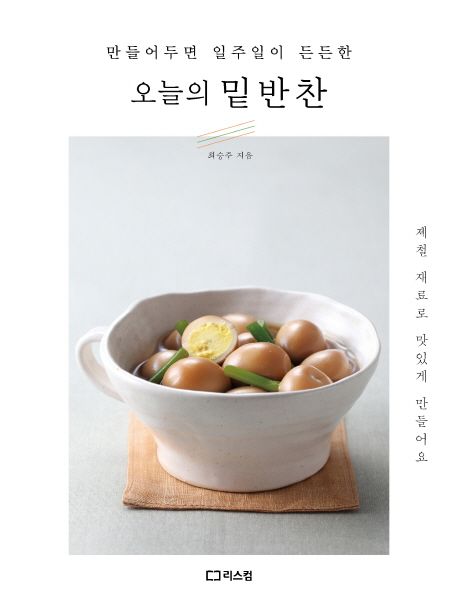 만들어두면 일주일이 든든한
오늘의 밑반찬
최승주 지음
제철 재료로 맛있게 만들어요
리스컴